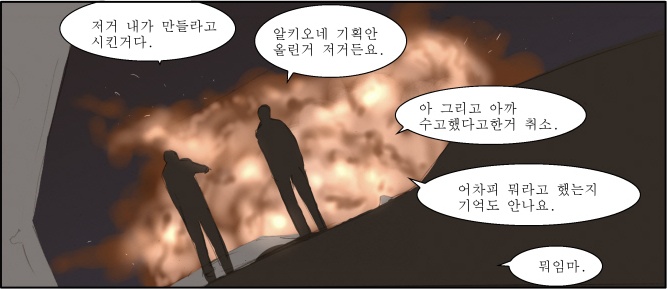 저거 내가 만들라고
시킨거다.
알키오네 기획안
올린거 저거든요.
아 그리고 아까
수고했다고한거 취소.
어차피 뭐라고 했는지
기억도 안나요.
뭐임마.